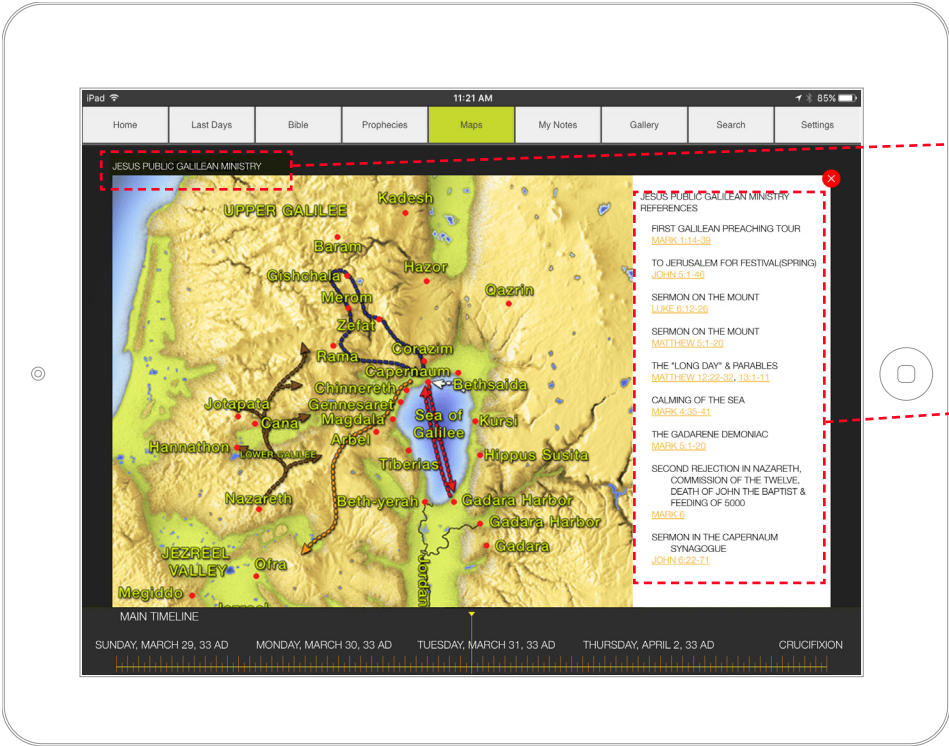 iPad 11:21 AM 85%
Home Last Days Bible Prophecies Maps My Notes Gallery Search Settings
JESUS PUBLIC GALILEAN MINISTRY
UPPER GALILEE
Kadesh
Baram
Gishchala
Hazor
Merom
Qazrin
Zefat
Rama
Corazim
Capernaum
Chinnereth
Bethsaida
Jotapata
Gennesaret
Cana
Magdala
Sea of
Galilee
Kursi
Arbel
Hannathon
LOWER GALILEE
Tiberias
Hippus Susita
Nazareth
Beth-yerah
Gadara Harbor
Gadara Harbor
Gadara
JEZREEL
VALLEY
Ofra
Jordan
Megiddo
JESUS PUBLIC GALILEAN MINISTRY
REFERENCES
FIRST GALILEAN PREACHING TOUR
MARK 1:14-39
TO JERUSALEM FOR FESTIVAL(SPRING)
JOHN 5:1-46
SERMON ON THE MOUNT
LUKE 6:12-26
SERMON ON THE MOUNT
MATTHEW 5:1-20
THE "LONG DAY" & PARABLES
MATTHEW 12:22-32, 13:1-11
CALMING OF THE SEA
MARK 4:35-41
THE GADARENE DEMONIAC
MARK 5:1-20
SECOND REJECTION IN NAZARETH,
COMMISSION OF THE TWELVE,
DEATH OF JOHN THE BAPTIST &
FEEDING OF 5000
MARK 6
SERMON IN THE CAPERNAUM
SYNAGOGUE
JOHN 6:22-71
MAIN TIMELINE
SUNDAY, MARCH 29, 33 AD MONDAY, MARCH 30, 33 AD TUESDAY, MARCH 31, 33 AD THURSDAY, APRIL 2, 33 AD CRUCIFIXION